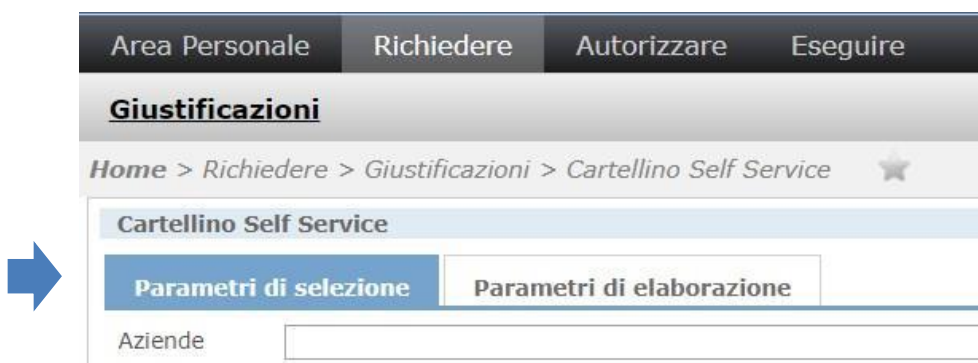 Area Personale Richiedere Autorizzare Eseguire
Giustificazioni
Home > Richiedere > Giustificazioni > Cartellino Self Service
Cartellino Self Service
Parametri di selezione Parametri di elaborazione
Aziende